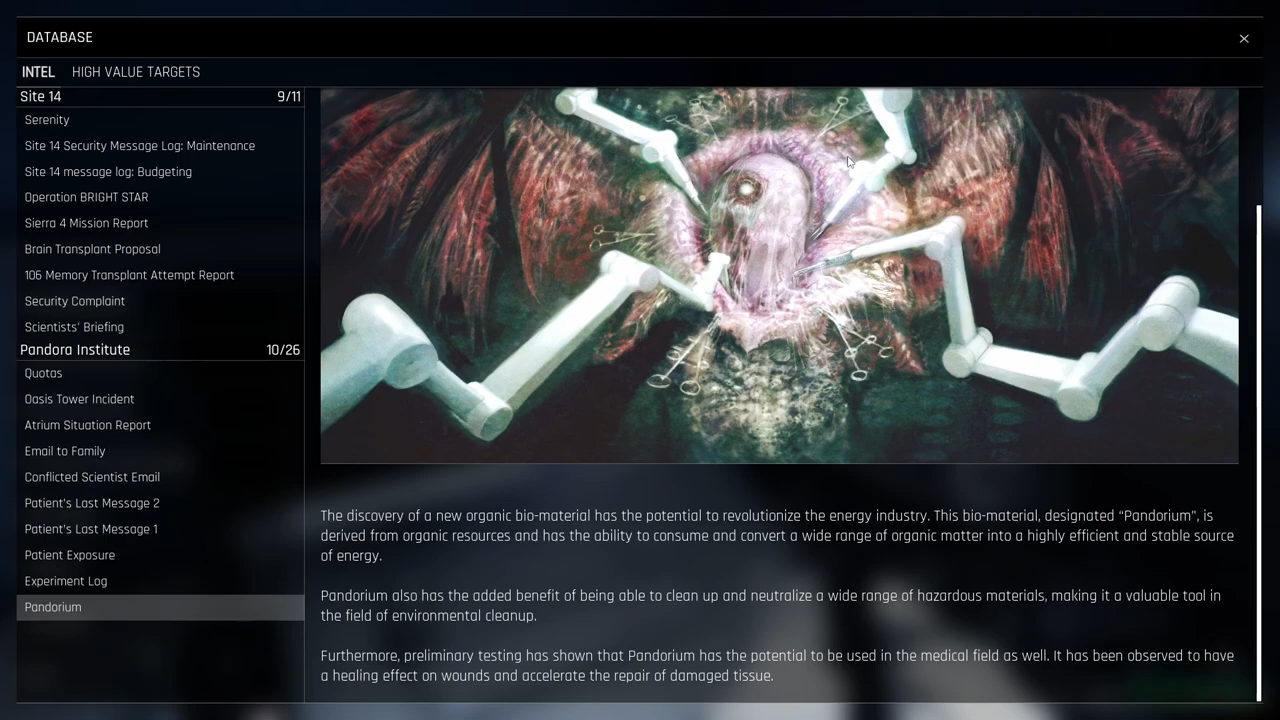 DATABASE
×
INTEL HIGH VALUE TARGETS
Site 14 9/11
Serenity
Site 14 Security Message Log: Maintenance
Site 14 message log: Budgeting
Operation BRIGHT STAR
Sierra 4 Mission Report
Brain Transplant Proposal
106 Memory Transplant Attempt Report
Security Complaint
Scientists' Briefing
Pandora Institute 10/26
Quotas
Oasis Tower Incident
Atrium Situation Report
Email to Family
Conflicted Scientist Email
Patient's Last Message 2
Patient's Last Message 1
Patient Exposure
Experiment Log
Pandorium
The discovery of a new organic bio-material has the potential to revolutionize the energy industry. This bio-material, designated “Pandorium”, is
derived from organic resources and has the ability to consume and convert a wide range of organic matter into a highly efficient and stable source
of energy.
Pandorium also has the added benefit of being able to clean up and neutralize a wide range of hazardous materials, making it a valuable tool in
the field of environmental cleanup.
Furthermore, preliminary testing has shown that Pandorium has the potential to be used in the medical field as well. It has been observed to have
a healing effect on wounds and accelerate the repair of damaged tissue.